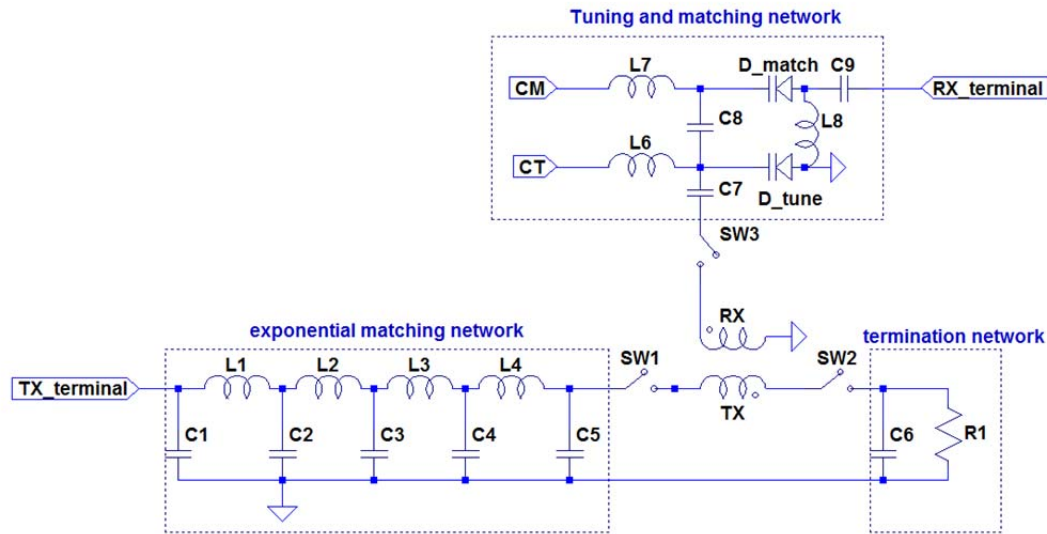 Tuning and matching network
L7
D_match
C9
CM
RX_terminal
C8
L8
L6
CT
C7
D_tune
SW3
RX
exponential matching network
termination network
L1
L2
L3
L4
SW1
SW2
TX_terminal
TX
C1
C2
C3
C4
C5
C6
R1